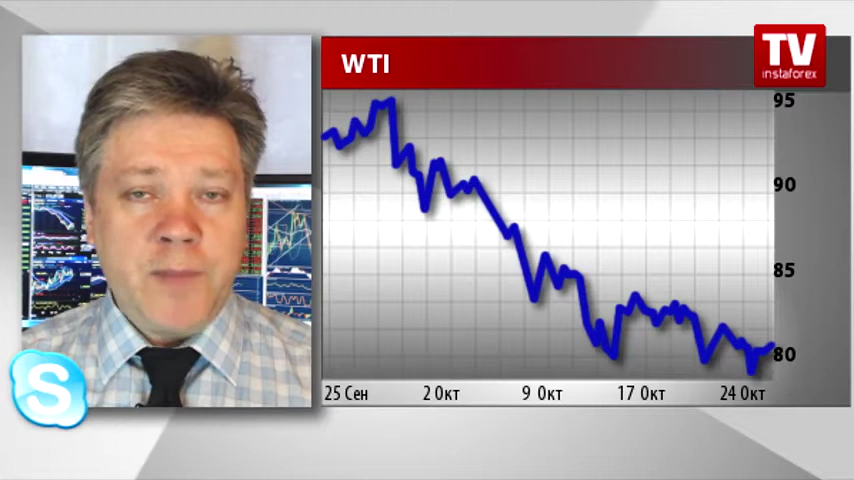 WTI
TV
instaforex
95
90
85
80
25 Сен
2 Окт
9 Окт
17 Окт
24 Окт
S